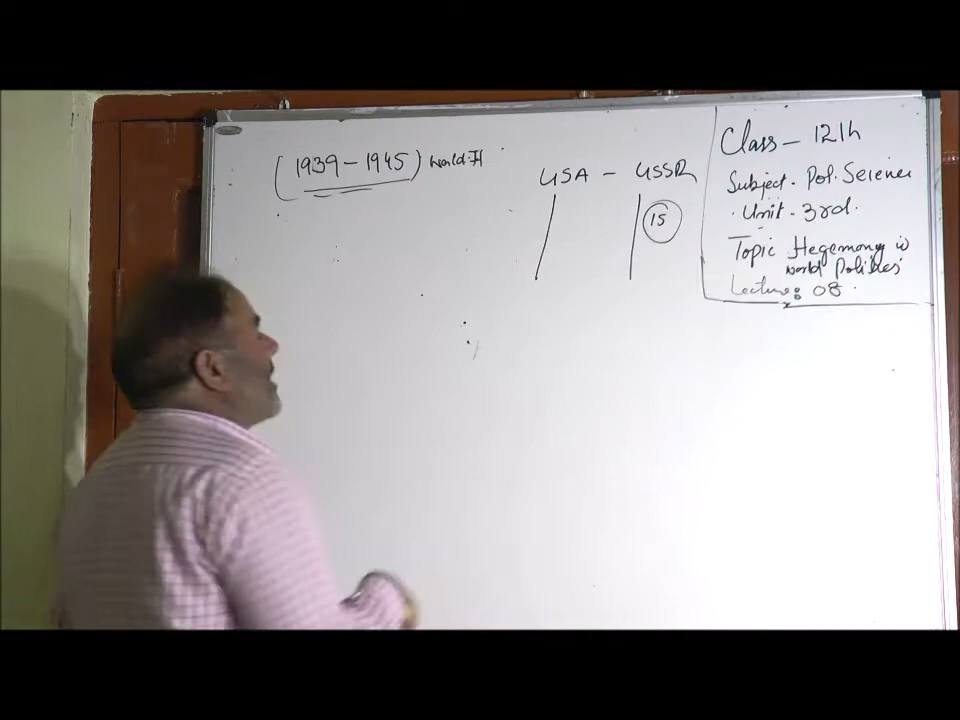 (1939-1945) World-II
USA - USSR
15
Class - 12th
Subject. Pol. Science
Unit - 3rd.
Topic Hegemony in
world Politics
Lecture: 08.